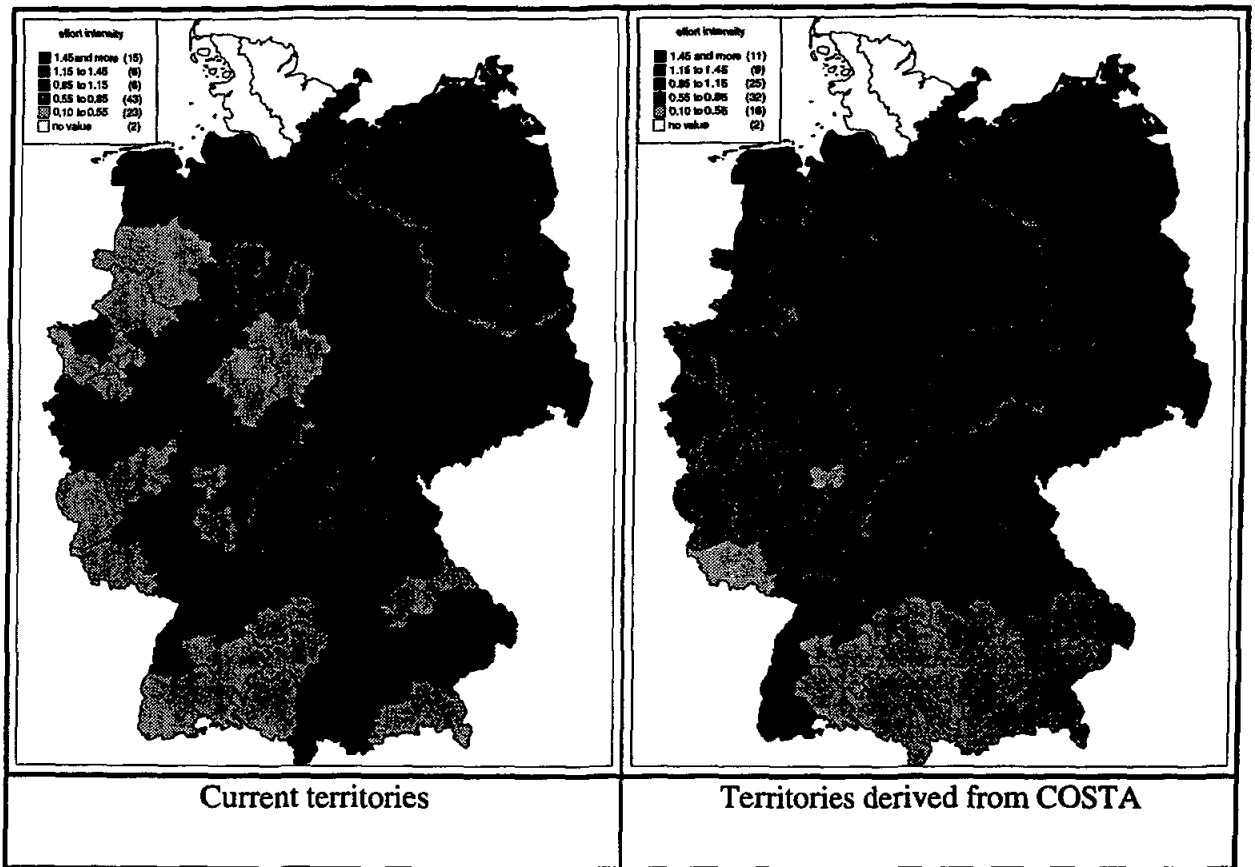 effort intensity
1.45 and more (15)
1.15 to 1.45 (6)
0.85 to 1.15 (6)
0.55 to 0.85 (43)
0.10 to 0.55 (23)
no value (2)
effort intensity
1.45 and more (11)
1.15 to 1.45 (9)
0.85 to 1.15 (25)
0.55 to 0.85 (32)
0.10 to 0.55 (16)
no value (2)
Current territories
Territories derived from COSTA